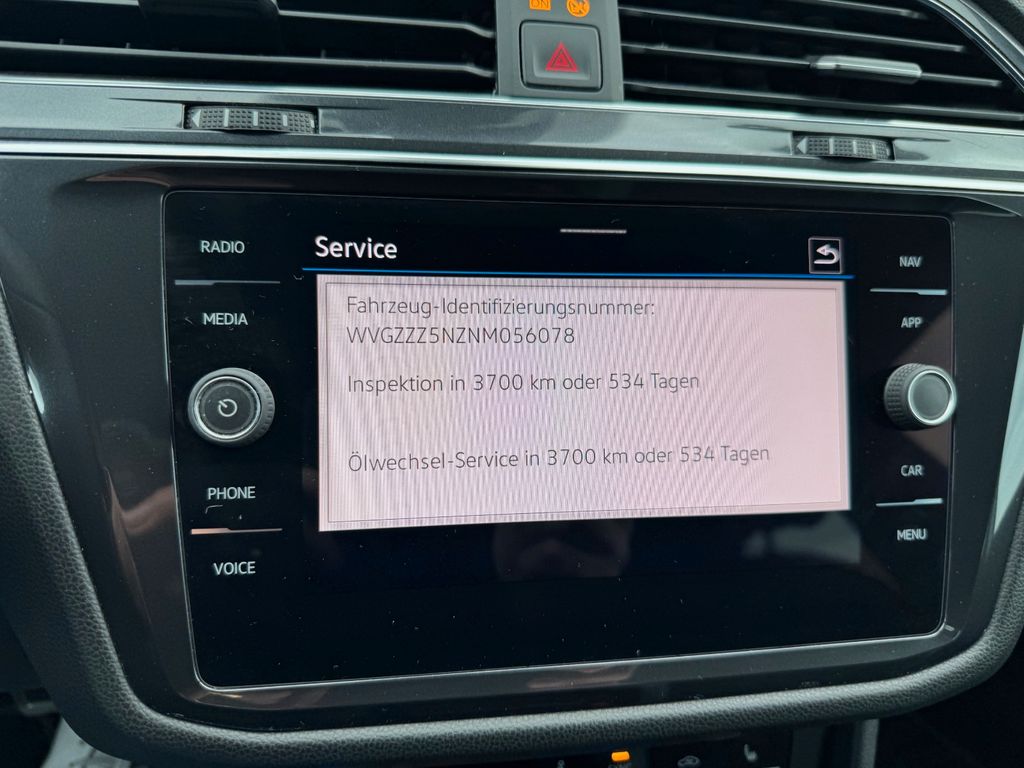 ON
RADIO
MEDIA
PHONE
VOICE
Service
Fahrzeug-Identifizierungsnummer:
WVGZZZ5NZNM056078
Inspektion in 3700 km oder 534 Tagen
Ölwechsel-Service in 3700 km oder 534 Tagen
NAV
APP
CAR
MENU